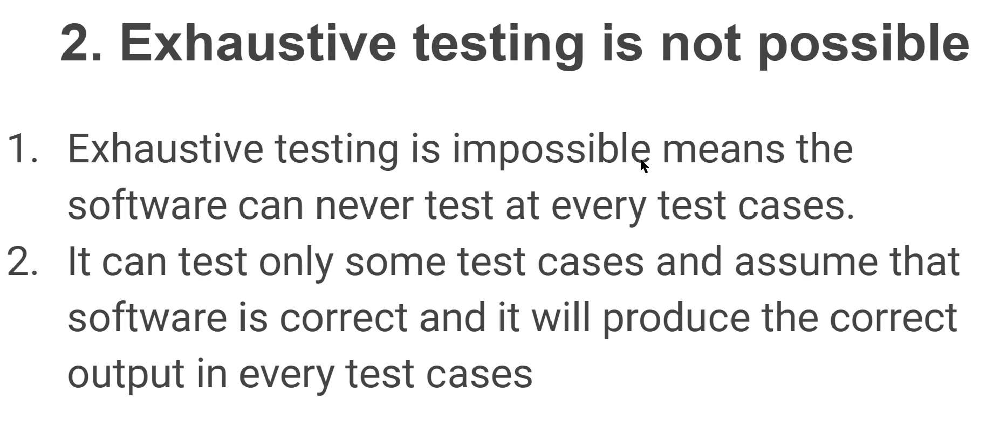 2. Exhaustive testing is not possible
1. Exhaustive testing is impossible means the
software can never test at every test cases.
2. It can test only some test cases and assume that
software is correct and it will produce the correct
output in every test cases